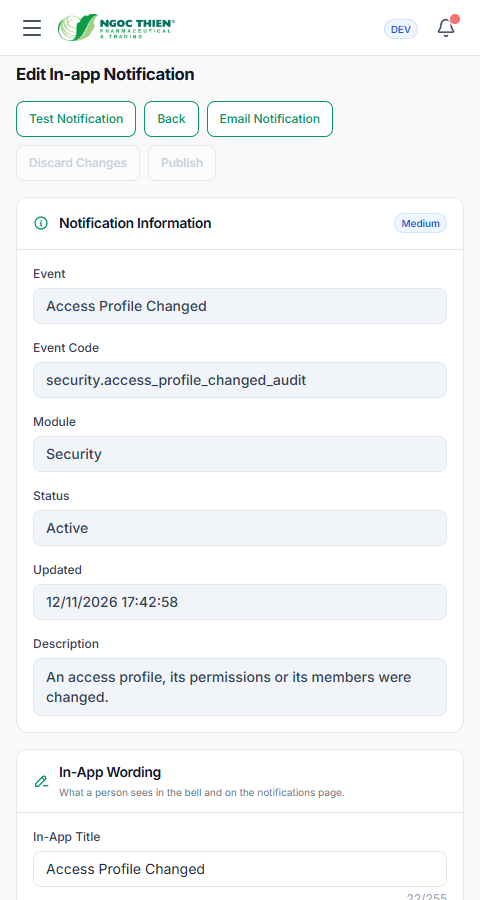 NGOC THIEN
PHARMACEUTICAL
& TRADING
DEV
Edit In-app Notification
Test Notification
Back
Email Notification
Discard Changes
Publish
Notification Information
Medium
Event
Access Profile Changed
Event Code
security.access_profile_changed_audit
Module
Security
Status
Active
Updated
12/11/2026 17:42:58
Description
An access profile, its permissions or its members were
changed.
In-App Wording
What a person sees in the bell and on the notifications page.
In-App Title
Access Profile Changed
22/255